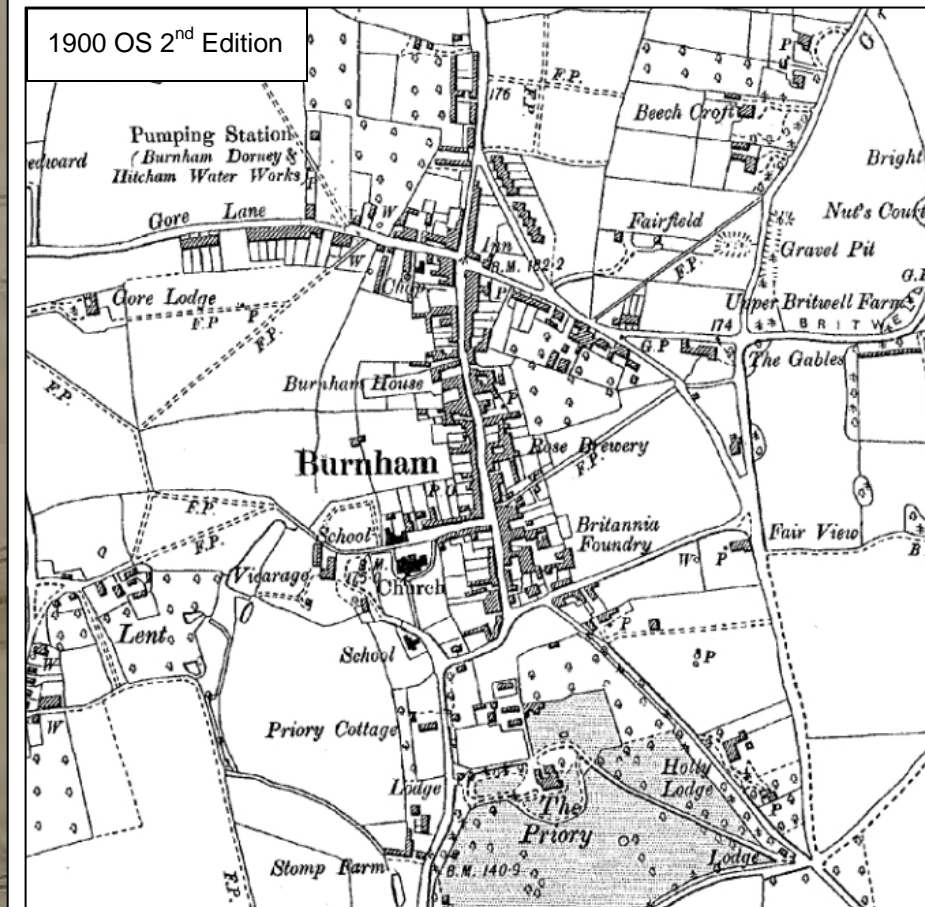 1900 OS 2nd Edition
176
F.P.
P
Beech Croft
Pumping Station
(Burnham Dorney &
Hitcham Water Works)
Bright
Nut's Court
Gore Lane
W
Fairfield
Gravel Pit
Inn
B.M. 182·2
F.P.
W
Chap.
P
Gore Lodge
F.P.
P
F.P.
Upper Britwell Farm
174
BRITWE
G.P
The Gables
Burnham House
P
F.P.
Rose Brewery
F.P.
Burnham
P.O.
F.P.
F.P.
School
Britannia
Foundry
Fair View
W
P
B
Vicarage
Church
Lent
School
P
P
W
W
Priory Cottage
Holly
Lodge
Lodge
The
Priory
P
Lodge
Stomp Farm
B.M. 140·9
F.P.